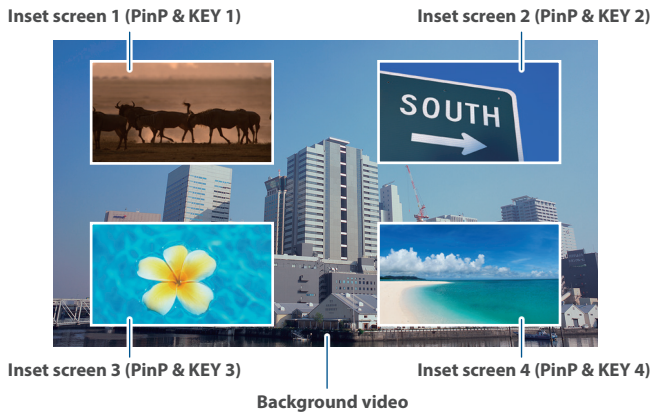 Inset screen 1 (PinP & KEY 1)
Inset screen 2 (PinP & KEY 2)
SOUTH
Inset screen 3 (PinP & KEY 3)
Inset screen 4 (PinP & KEY 4)
Background video